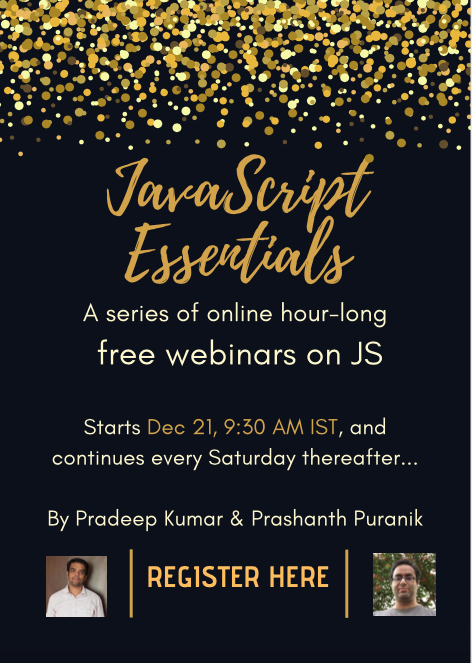 JavaScript
Essentials
A series of online hour-long
free webinars on JS
Starts Dec 21, 9:30 AM IST, and
continues every Saturday thereafter...
By Pradeep Kumar & Prashanth Puranik
REGISTER HERE